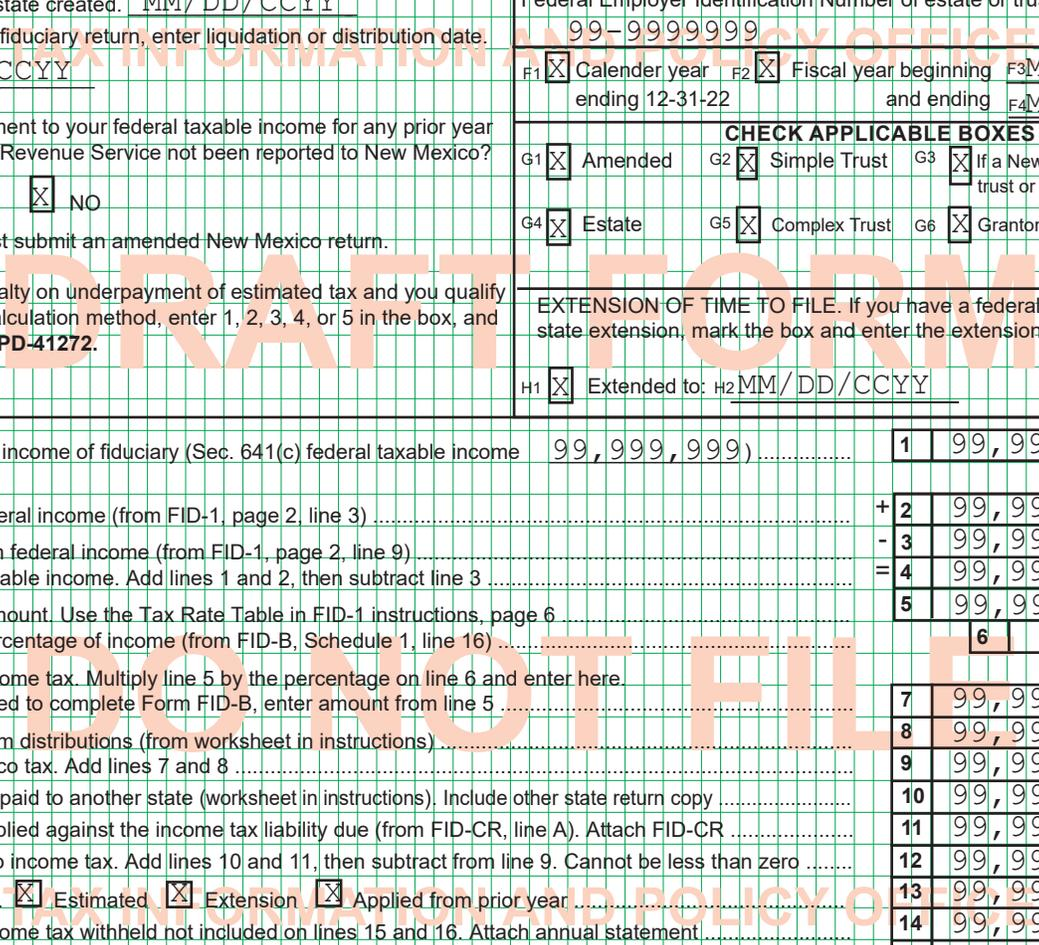 state created. MM/DD/CCYY
Federal Employer Identification Number of estate or
fiduciary return, enter liquidation or distribution date.
99-9999999
TAX INFORMATION AND POLICY OFFICE
CCYY
F1 X Calender year F2 X Fiscal year beginning F3
ending 12-31-22 and ending F4
ment to your federal taxable income for any prior year
Revenue Service not been reported to New Mexico?
CHECK APPLICABLE BOXES
G1 X Amended G2 X Simple Trust G3 X If a New
trust or
X NO
G4 X Estate G5 X Complex Trust G6 X Grantor
st submit an amended New Mexico return.
DRAFT FORM
alty on underpayment of estimated tax and you qualify
alculation method, enter 1, 2, 3, 4, or 5 in the box, and
PD-41272.
EXTENSION OF TIME TO FILE. If you have a federal
state extension, mark the box and enter the extension
H1 X Extended to: H2 MM/DD/CCYY
income of fiduciary (Sec. 641(c) federal taxable income 99,999,999) ............... 1 99,99
eral income (from FID-1, page 2, line 3) ............... + 2 99,99
n federal income (from FID-1, page 2, line 9) ............... - 3 99,99
able income. Add lines 1 and 2, then subtract line 3 ............... = 4 99,99
mount. Use the Tax Rate Table in FID-1 instructions, page 6 ............... 5 99,99
rcentage of income (from FID-B, Schedule 1, line 16) ............... 6
DO NOT FILE
ome tax. Multiply line 5 by the percentage on line 6 and enter here.
ed to complete Form FID-B, enter amount from line 5 ............... 7 99,99
m distributions (from worksheet in instructions) ............... 8 99,99
co tax. Add lines 7 and 8 ............... 9 99,99
paid to another state (worksheet in instructions). Include other state return copy ............... 10 99,99
plied against the income tax liability due (from FID-CR, line A). Attach FID-CR ............... 11 99,99
o income tax. Add lines 10 and 11, then subtract from line 9. Cannot be less than zero ........ 12 99,99
. X Estimated X Extension X Applied from prior year ............... 13 99,99
TAX INFORMATION AND POLICY OFFICE
ome tax withheld not included on lines 15 and 16. Attach annual statement ............... 14 99,99